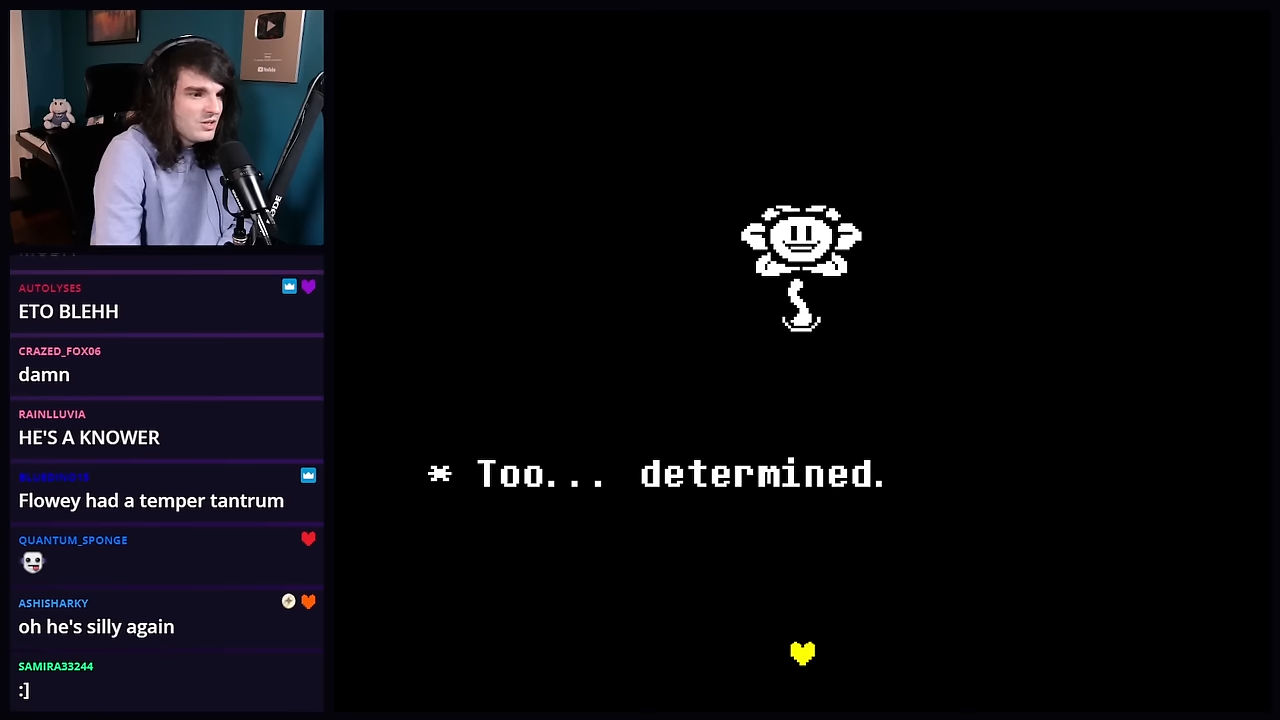 AUTOLYSES
ETO BLEHH
CRAZED_FOX06
damn
RAINLLUVIA
HE'S A KNOWER
Flowey had a temper tantrum
QUANTUM_SPONGE
ASHISHARKY
oh he's silly again
SAMIRA33244
:]
* Too... determined.